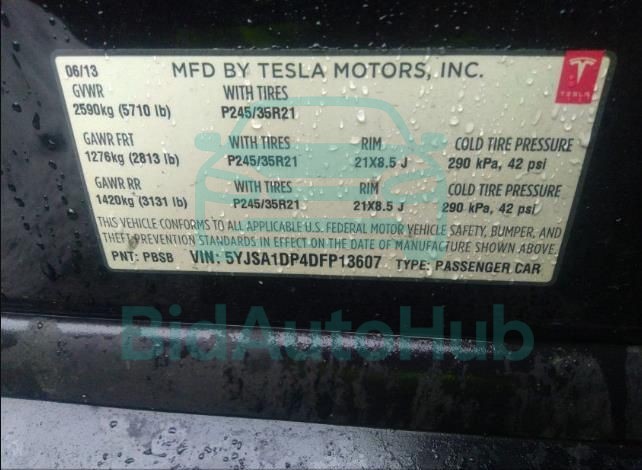 06/13 MFD BY TESLA MOTORS, INC.
GVWR WITH TIRES
2590kg (5710 lb) P245/35R21
GAWR FRT WITH TIRES RIM COLD TIRE PRESSURE
1276kg (2813 lb) P245/35R21 21X8.5 J 290 kPa, 42 psi
GAWR RR WITH TIRES RIM COLD TIRE PRESSURE
1420kg (3131 lb) P245/35R21 21X8.5 J 290 kPa, 42 psi
THIS VEHICLE CONFORMS TO ALL APPLICABLE U.S. FEDERAL MOTOR VEHICLE SAFETY, BUMPER, AND
THEFT PREVENTION STANDARDS IN EFFECT ON THE DATE OF MANUFACTURE SHOWN ABOVE.
PNT: PBSB VIN: 5YJSA1DP4DFP13607 TYPE: PASSENGER CAR
TESLA
BidAutoHub